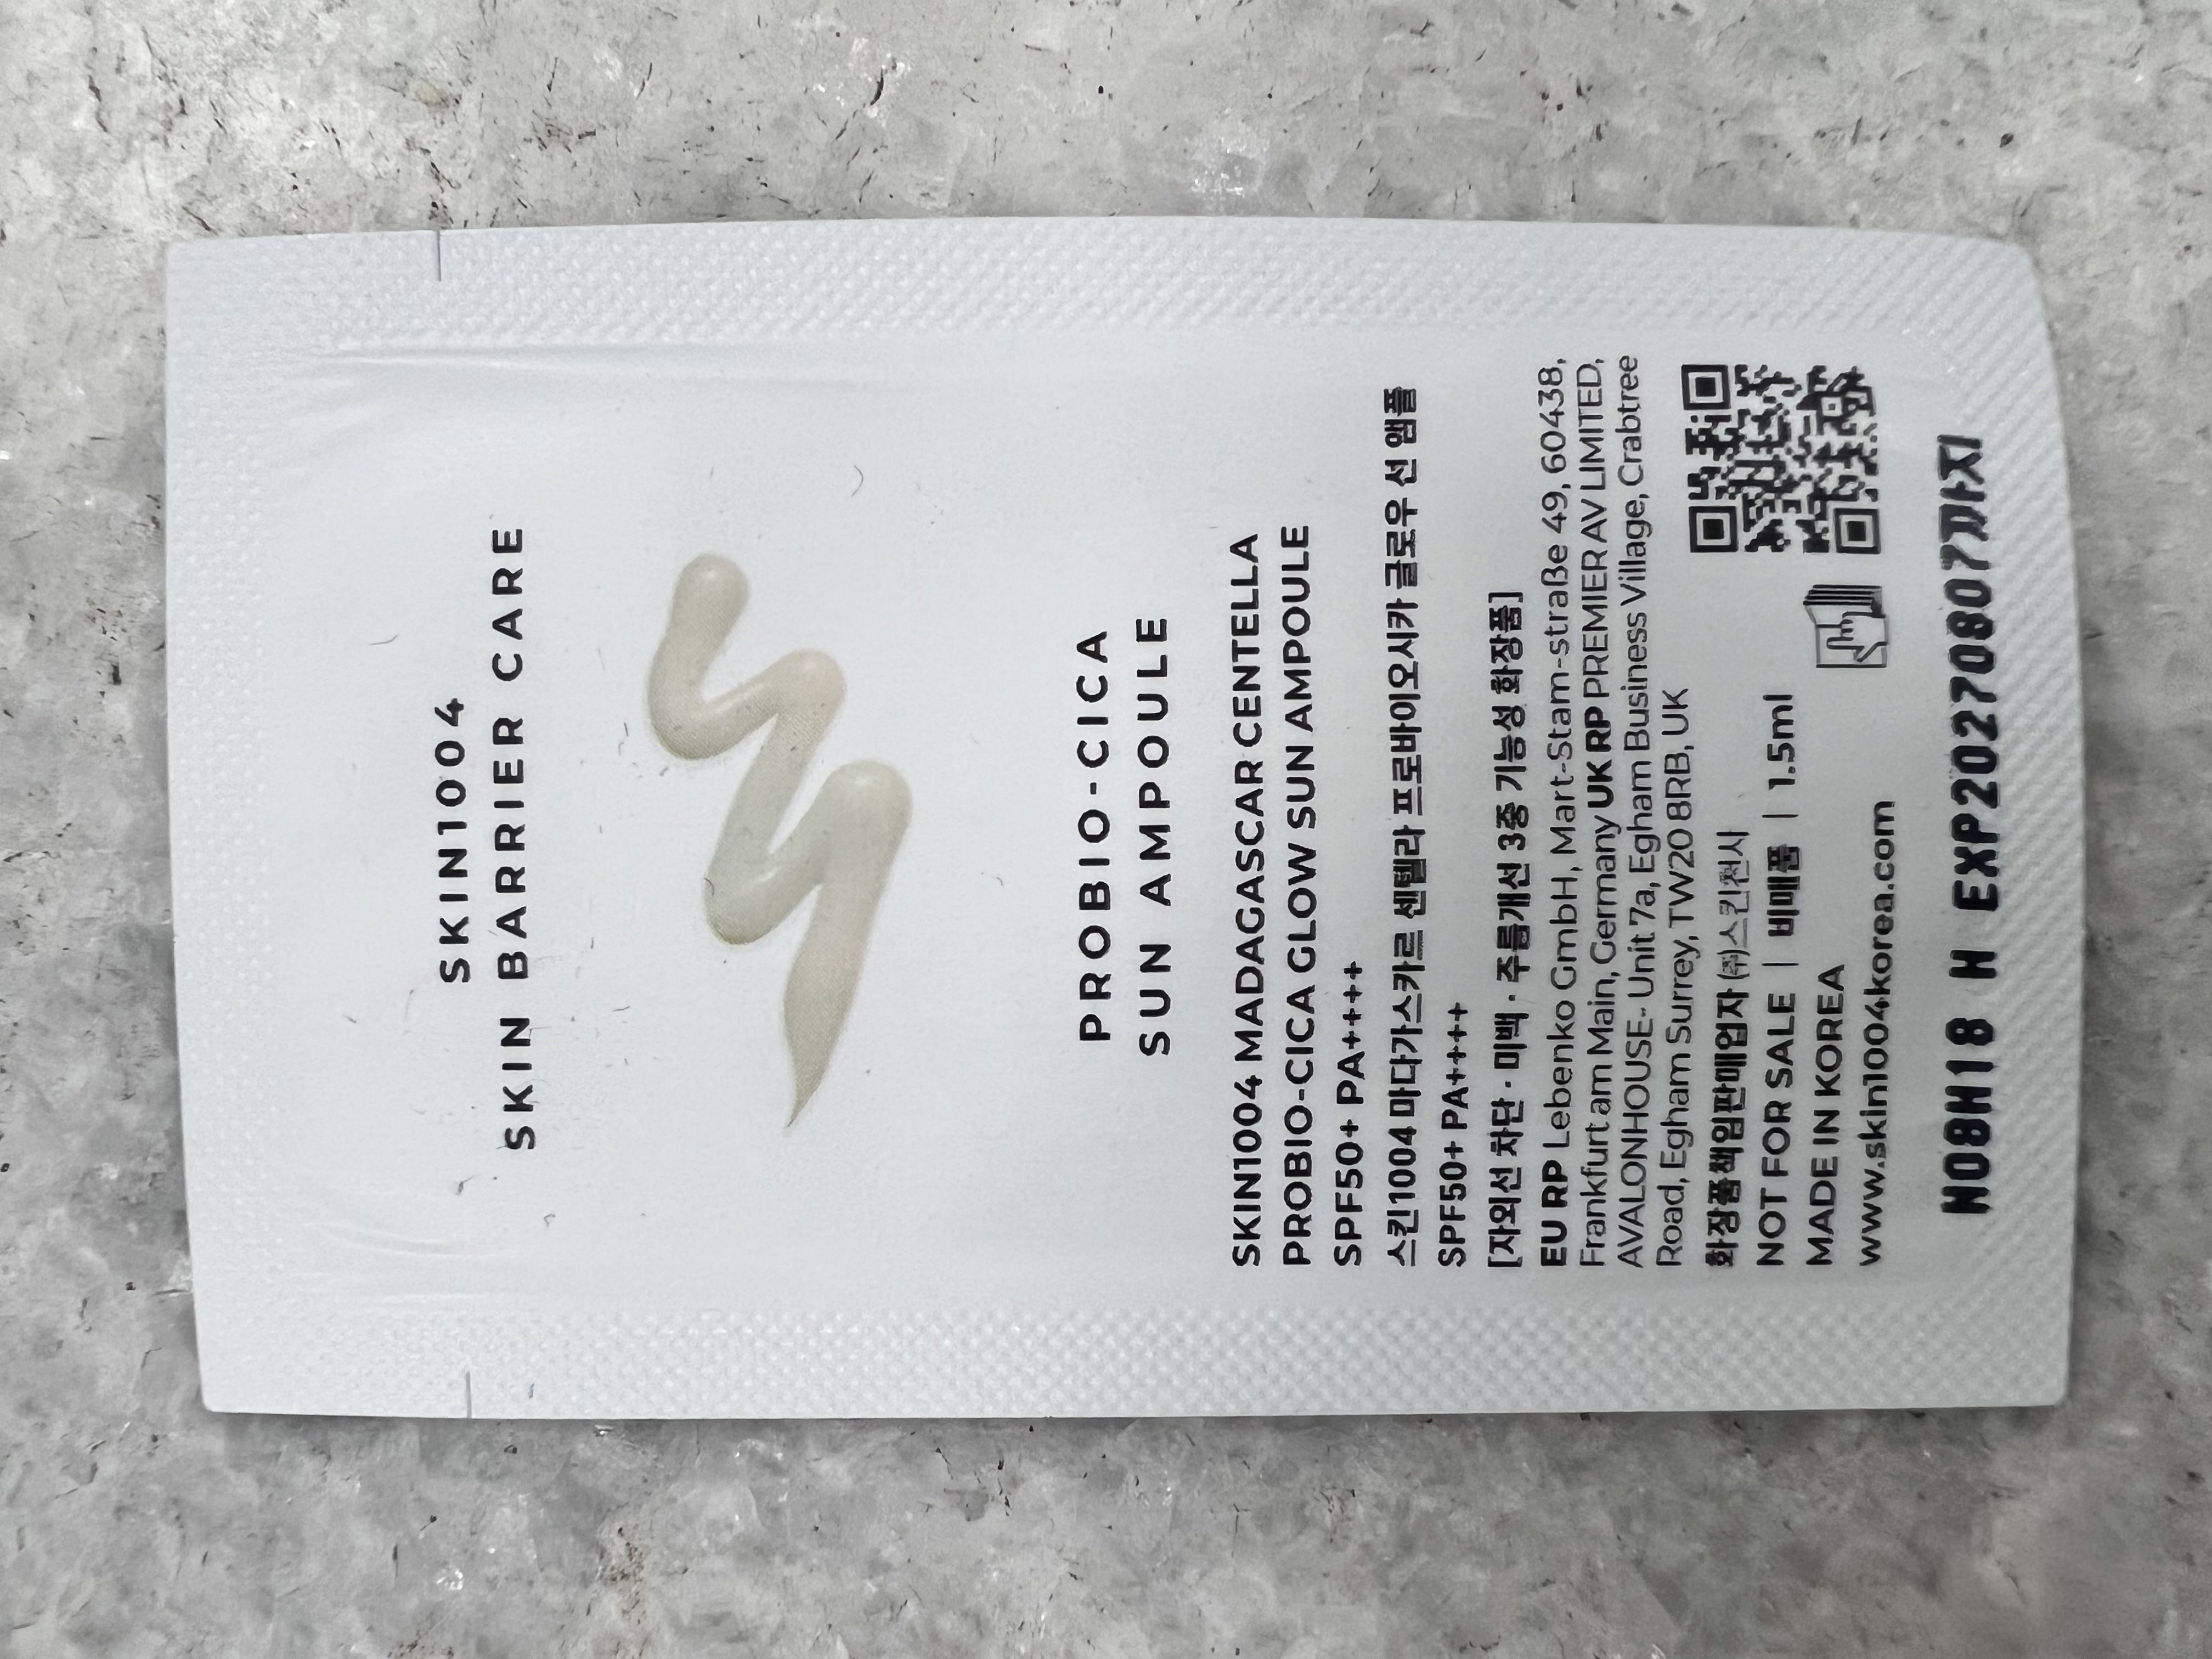 SKIN1004
SKIN BARRIER CARE
PROBIO-CICA
SUN AMPOULE
SKIN1004 MADAGASCAR CENTELLA
PROBIO-CICA GLOW SUN AMPOULE
SPF50+ PA++++
스킨1004 마다가스카르 센텔라 프로바이오시카 글로우 선 앰플
SPF50+ PA++++
[자외선 차단 · 미백 · 주름개선 3중 기능성 화장품]
EU RP Lebenko GmbH, Mart-Stam-straße 49, 60438,
Frankfurt am Main, Germany UK RP PREMIER AV LIMITED,
AVALONHOUSE- Unit 7a, Egham Business Village, Crabtree
Road, Egham Surrey, TW20 8RB, UK
화장품책임판매업자 (주)스킨천사
NOT FOR SALE | 비매품 | 1.5ml
MADE IN KOREA
www.skin1004korea.com
NO8H18 H EXP20270807까지